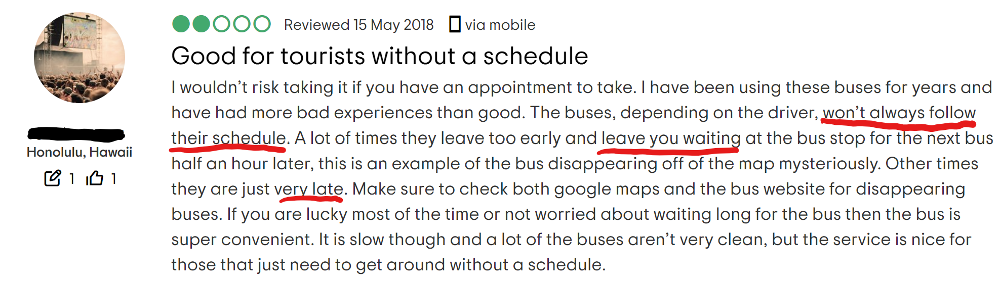 Reviewed 15 May 2018 via mobile
Good for tourists without a schedule
I wouldn’t risk taking it if you have an appointment to take. I have been using these buses for years and
have had more bad experiences than good. The buses, depending on the driver, won’t always follow
their schedule. A lot of times they leave too early and leave you waiting at the bus stop for the next bus
half an hour later, this is an example of the bus disappearing off of the map mysteriously. Other times
they are just very late. Make sure to check both google maps and the bus website for disappearing
buses. If you are lucky most of the time or not worried about waiting long for the bus then the bus is
super convenient. It is slow though and a lot of the buses aren’t very clean, but the service is nice for
those that just need to get around without a schedule.
Honolulu, Hawaii
1 1